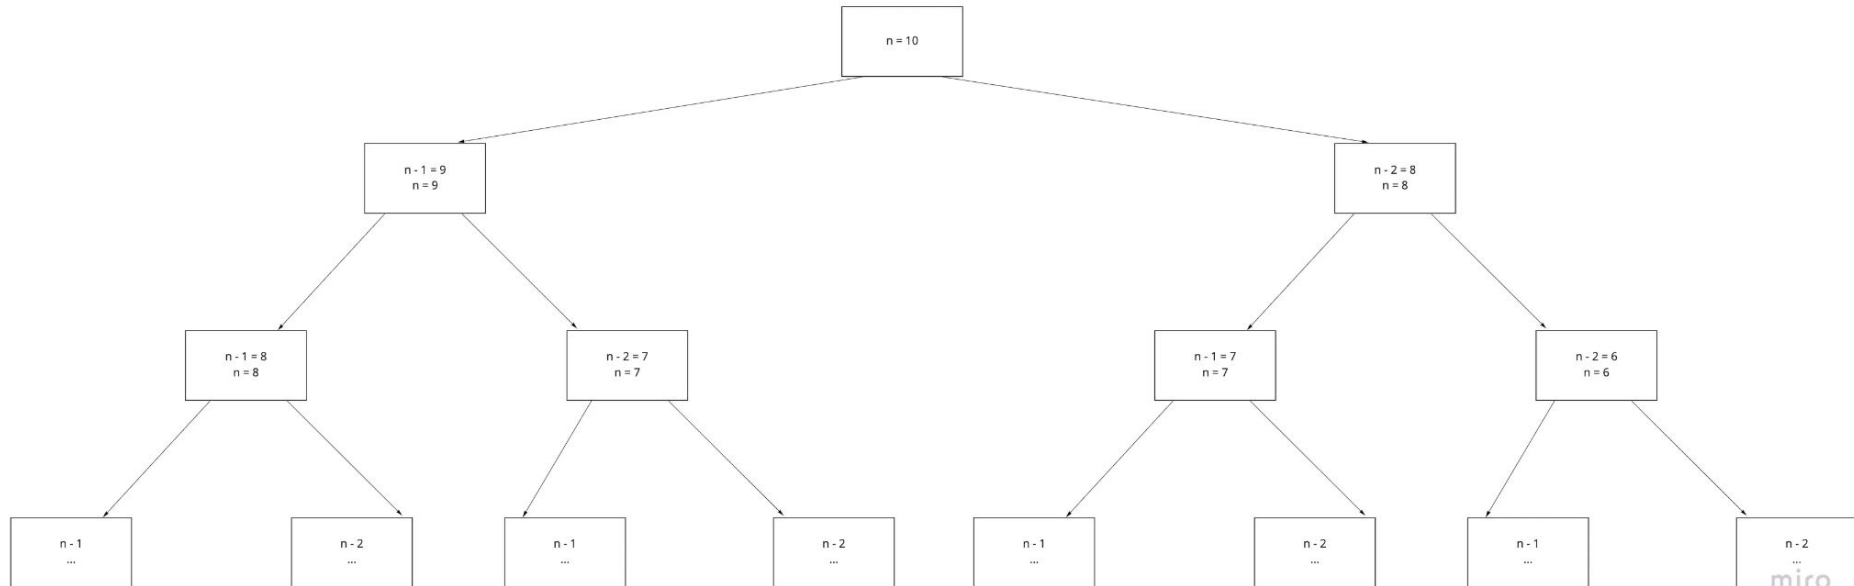 n = 10
n - 1 = 9
n = 9
n - 2 = 8
n = 8
n - 1 = 8
n = 8
n - 2 = 7
n = 7
n - 1 = 7
n = 7
n - 2 = 6
n = 6
n - 1
...
n - 2
...
n - 1
...
n - 2
...
n - 1
...
n - 2
...
n - 1
...
n - 2
...
miro